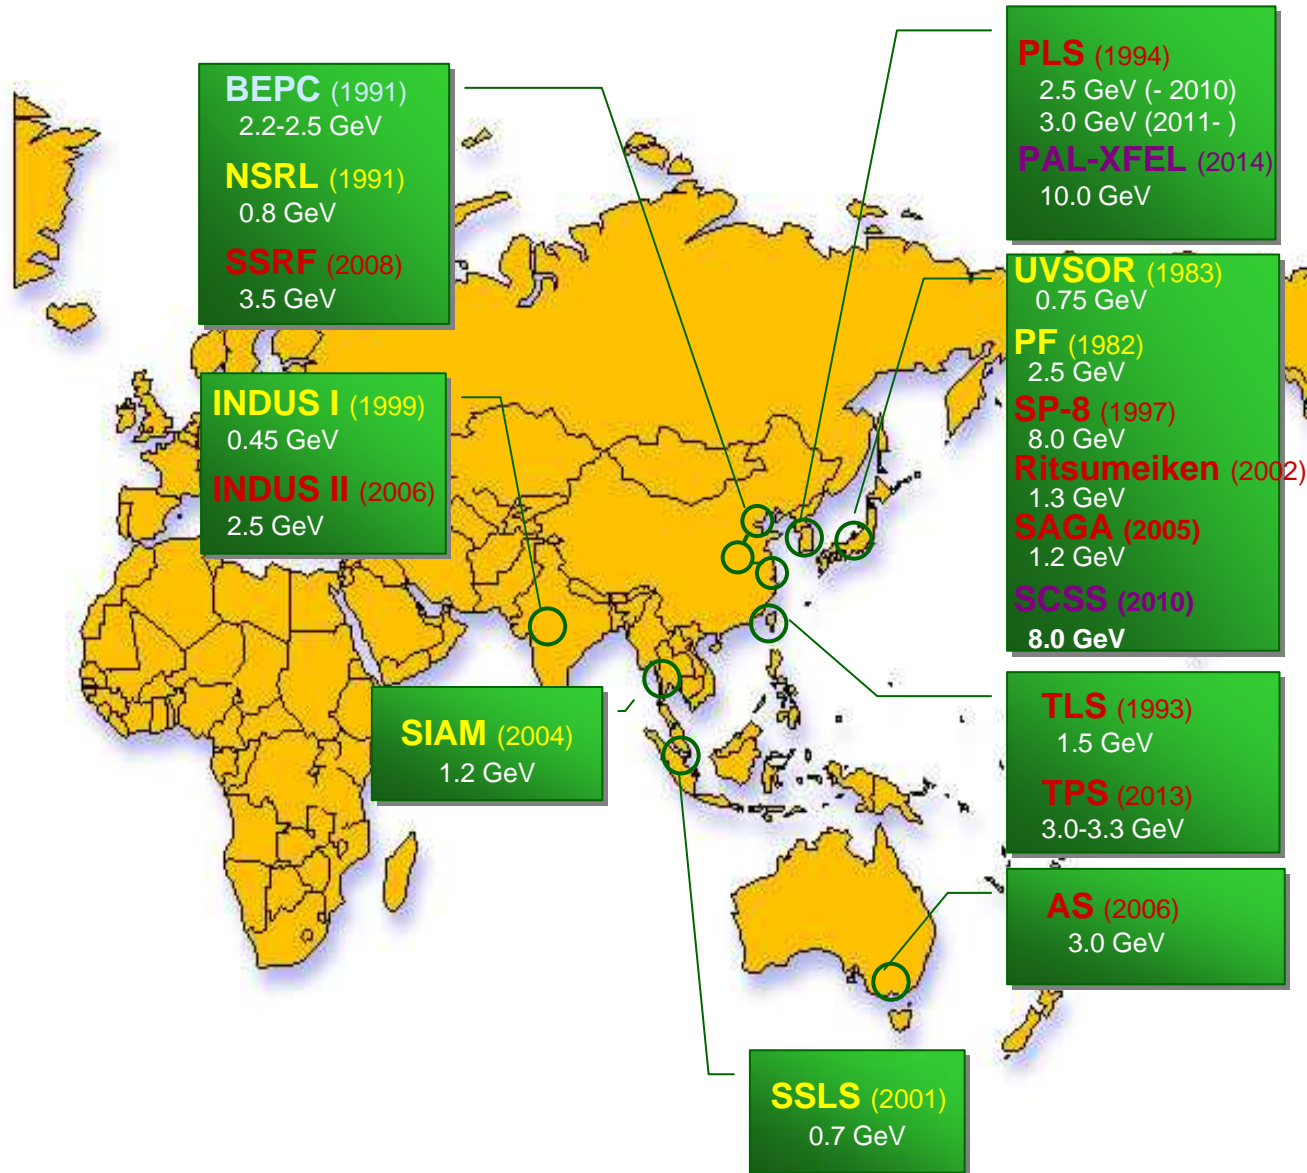 BEPC (1991)
2.2-2.5 GeV
NSRL (1991)
0.8 GeV
SSRF (2008)
3.5 GeV
INDUS I (1999)
0.45 GeV
INDUS II (2006)
2.5 GeV
SIAM (2004)
1.2 GeV
PLS (1994)
2.5 GeV (- 2010)
3.0 GeV (2011- )
PAL-XFEL (2014)
10.0 GeV
UVSOR (1983)
0.75 GeV
PF (1982)
2.5 GeV
SP-8 (1997)
8.0 GeV
Ritsumeiken (2002)
1.3 GeV
SAGA (2005)
1.2 GeV
SCSS (2010)
8.0 GeV
TLS (1993)
1.5 GeV
TPS (2013)
3.0-3.3 GeV
AS (2006)
3.0 GeV
SSLS (2001)
0.7 GeV